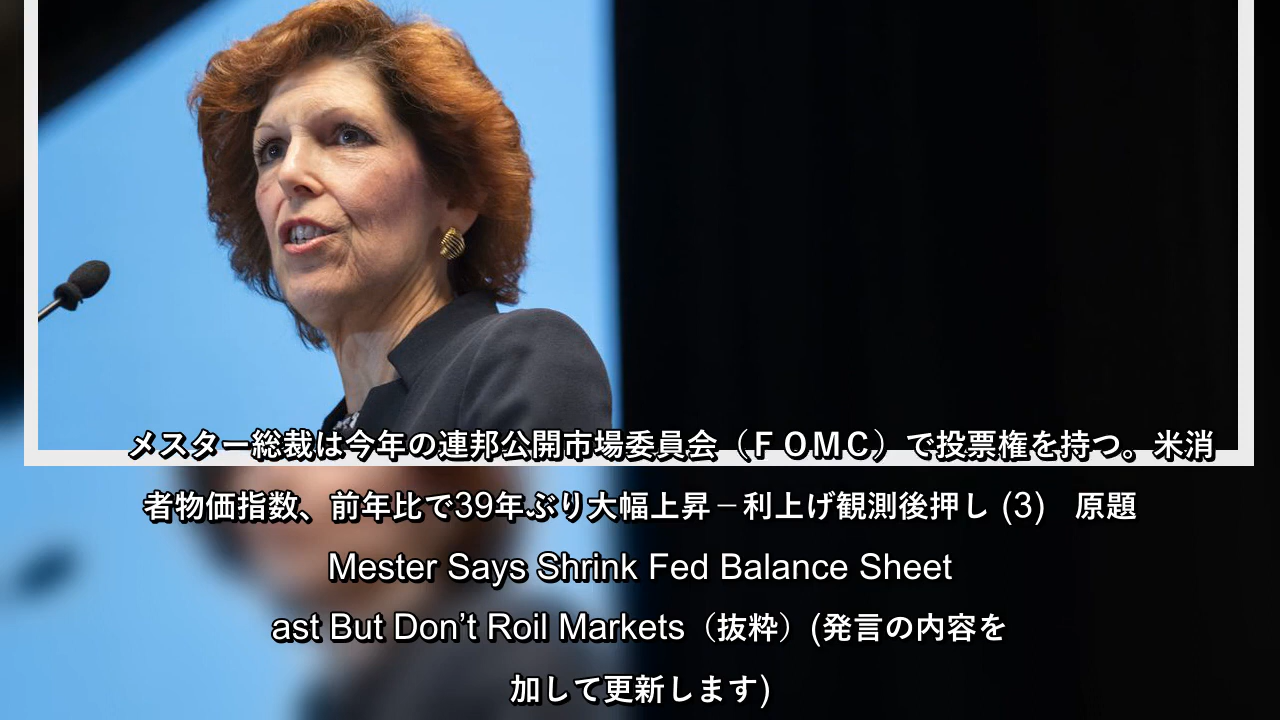 メスター総裁は今年の連邦公開市場委員会（ＦＯＭＣ）で投票権を持つ。米消
者物価指数、前年比で39年ぶり大幅上昇－利上げ観測後押し (3)　原題
Mester Says Shrink Fed Balance Sheet
ast But Don’t Roil Markets（抜粋）(発言の内容を
加して更新します)